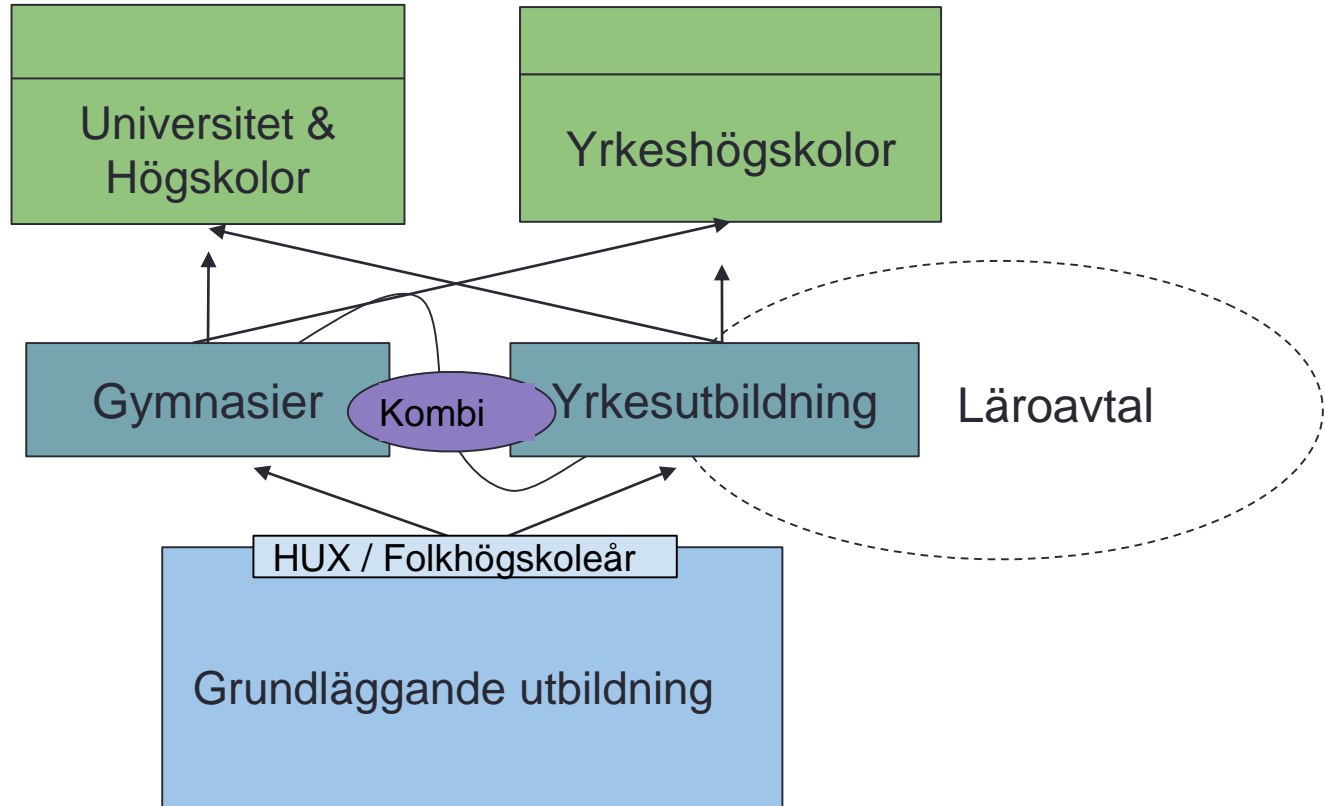 Universitet &
Högskolor
Yrkeshögskolor
Gymnasier
Kombi
Yrkesutbildning
Läroavtal
HUX / Folkhögskoleår
Grundläggande utbildning